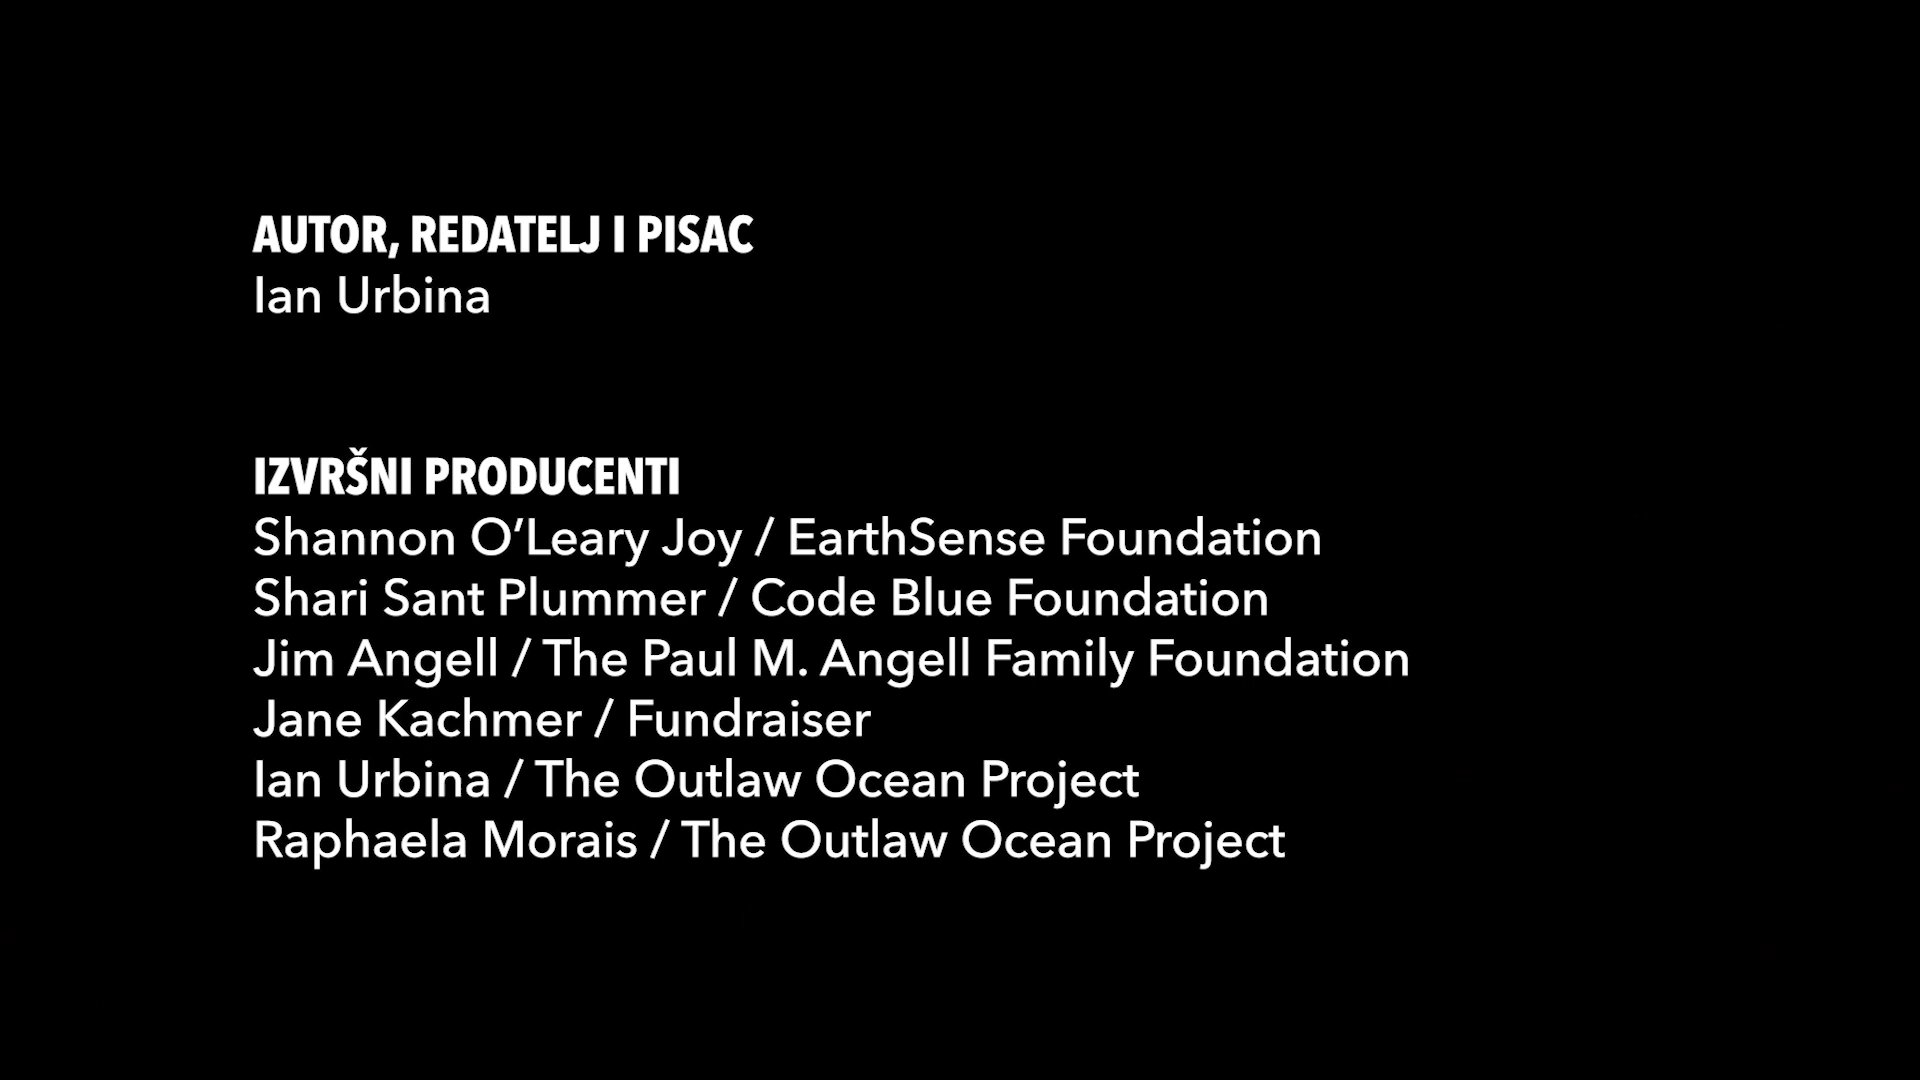 AUTOR, REDATELJ I PISAC
Ian Urbina
IZVRŠNI PRODUCENTI
Shannon O’Leary Joy / EarthSense Foundation
Shari Sant Plummer / Code Blue Foundation
Jim Angell / The Paul M. Angell Family Foundation
Jane Kachmer / Fundraiser
Ian Urbina / The Outlaw Ocean Project
Raphaela Morais / The Outlaw Ocean Project